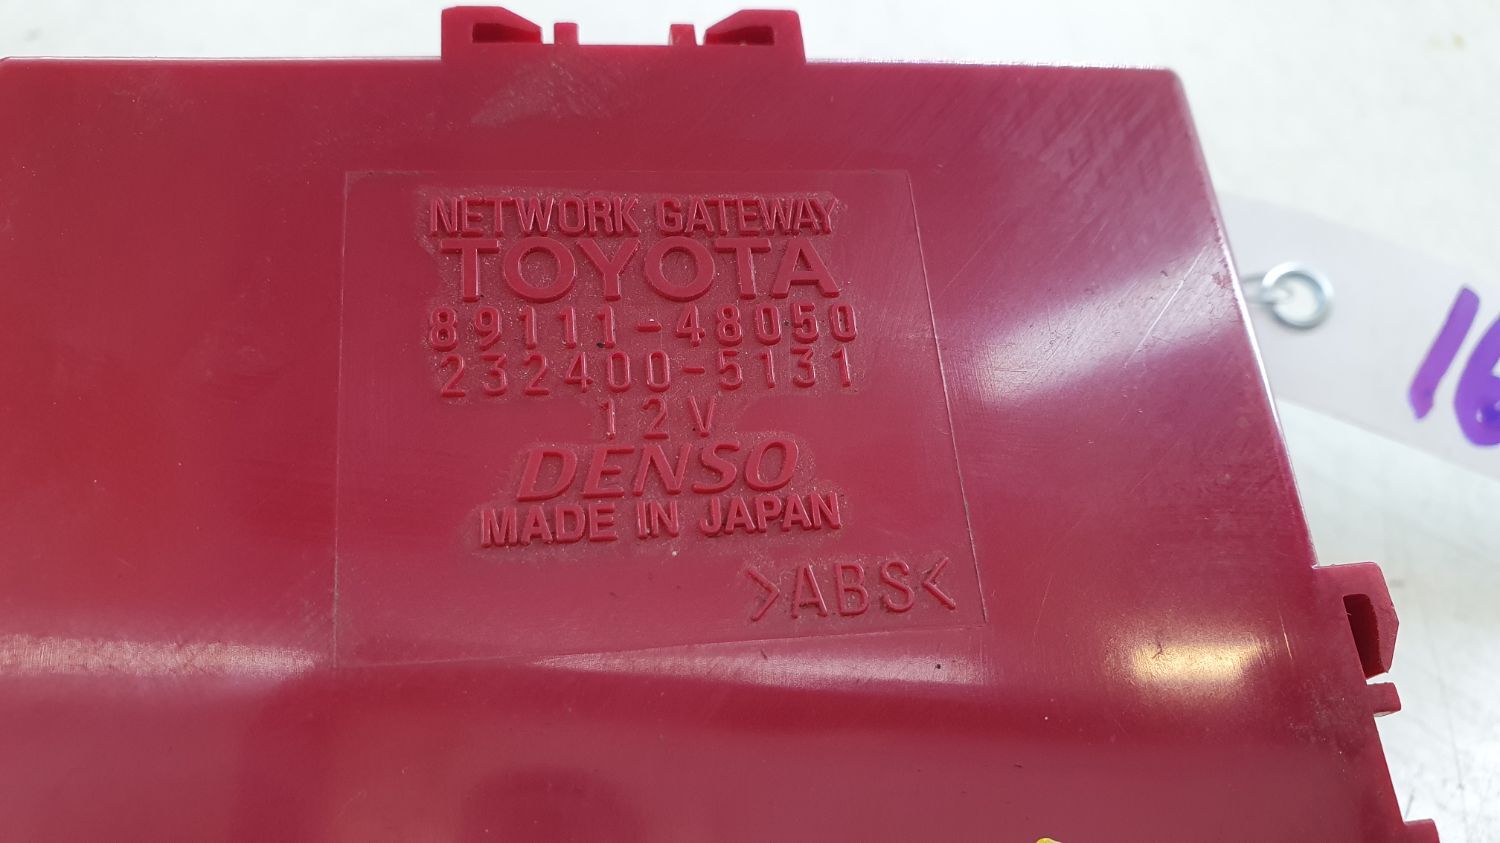 NETWORK GATEWAY
TOYOTA
89111-48050
232400-5131
12V
DENSO
MADE IN JAPAN
>ABS<